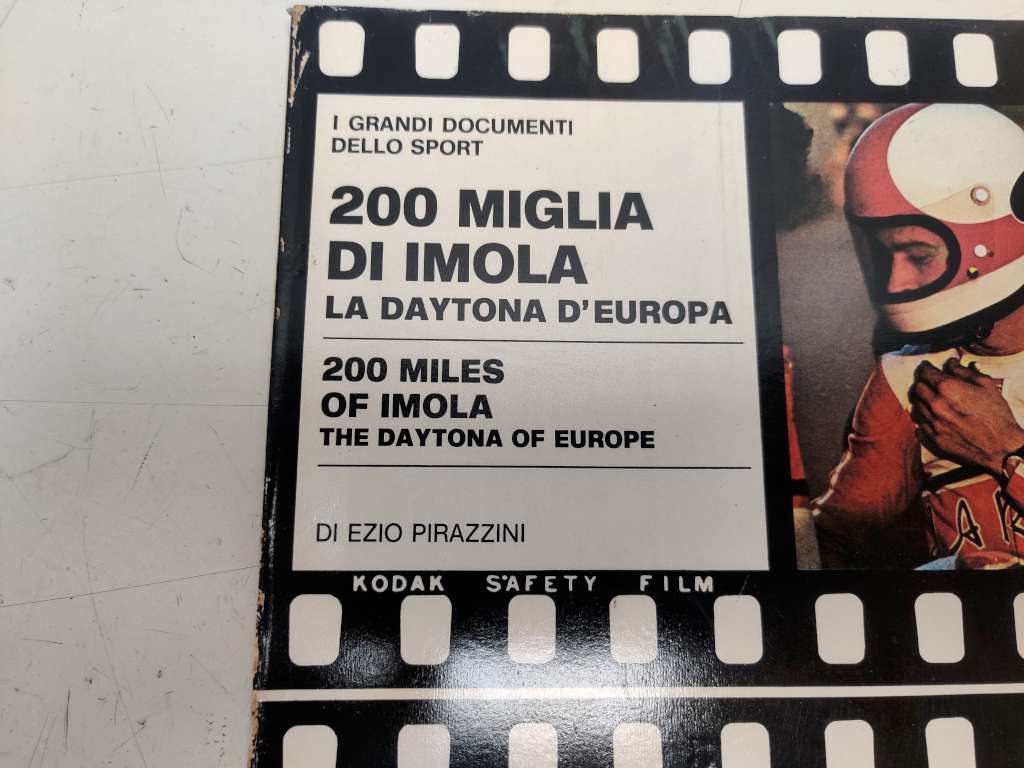 I GRANDI DOCUMENTI
DELLO SPORT
200 MIGLIA
DI IMOLA
LA DAYTONA D'EUROPA
200 MILES
OF IMOLA
THE DAYTONA OF EUROPE
DI EZIO PIRAZZINI
KODAK SAFETY FILM